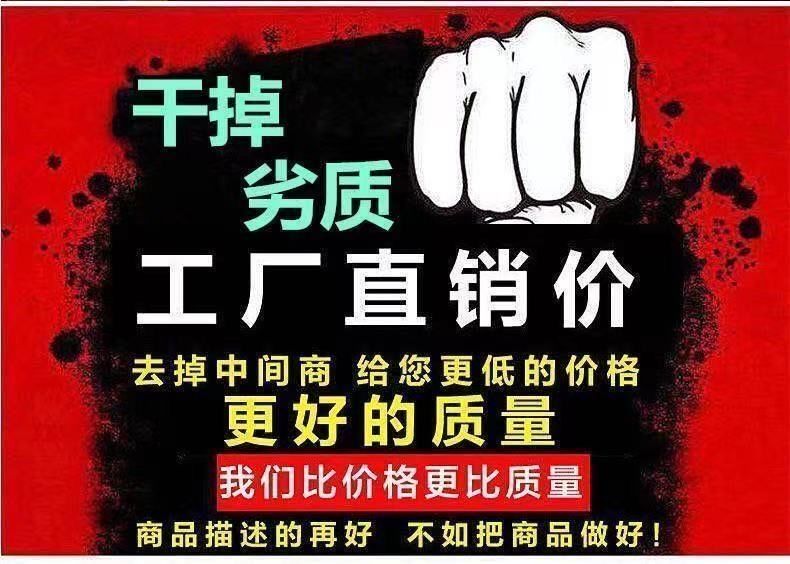 干掉
劣质
工厂直销价
去掉中间商 给您更低的价格
更好的质量
我们比价格更比质量
商品描述的再好 不如把商品做好!